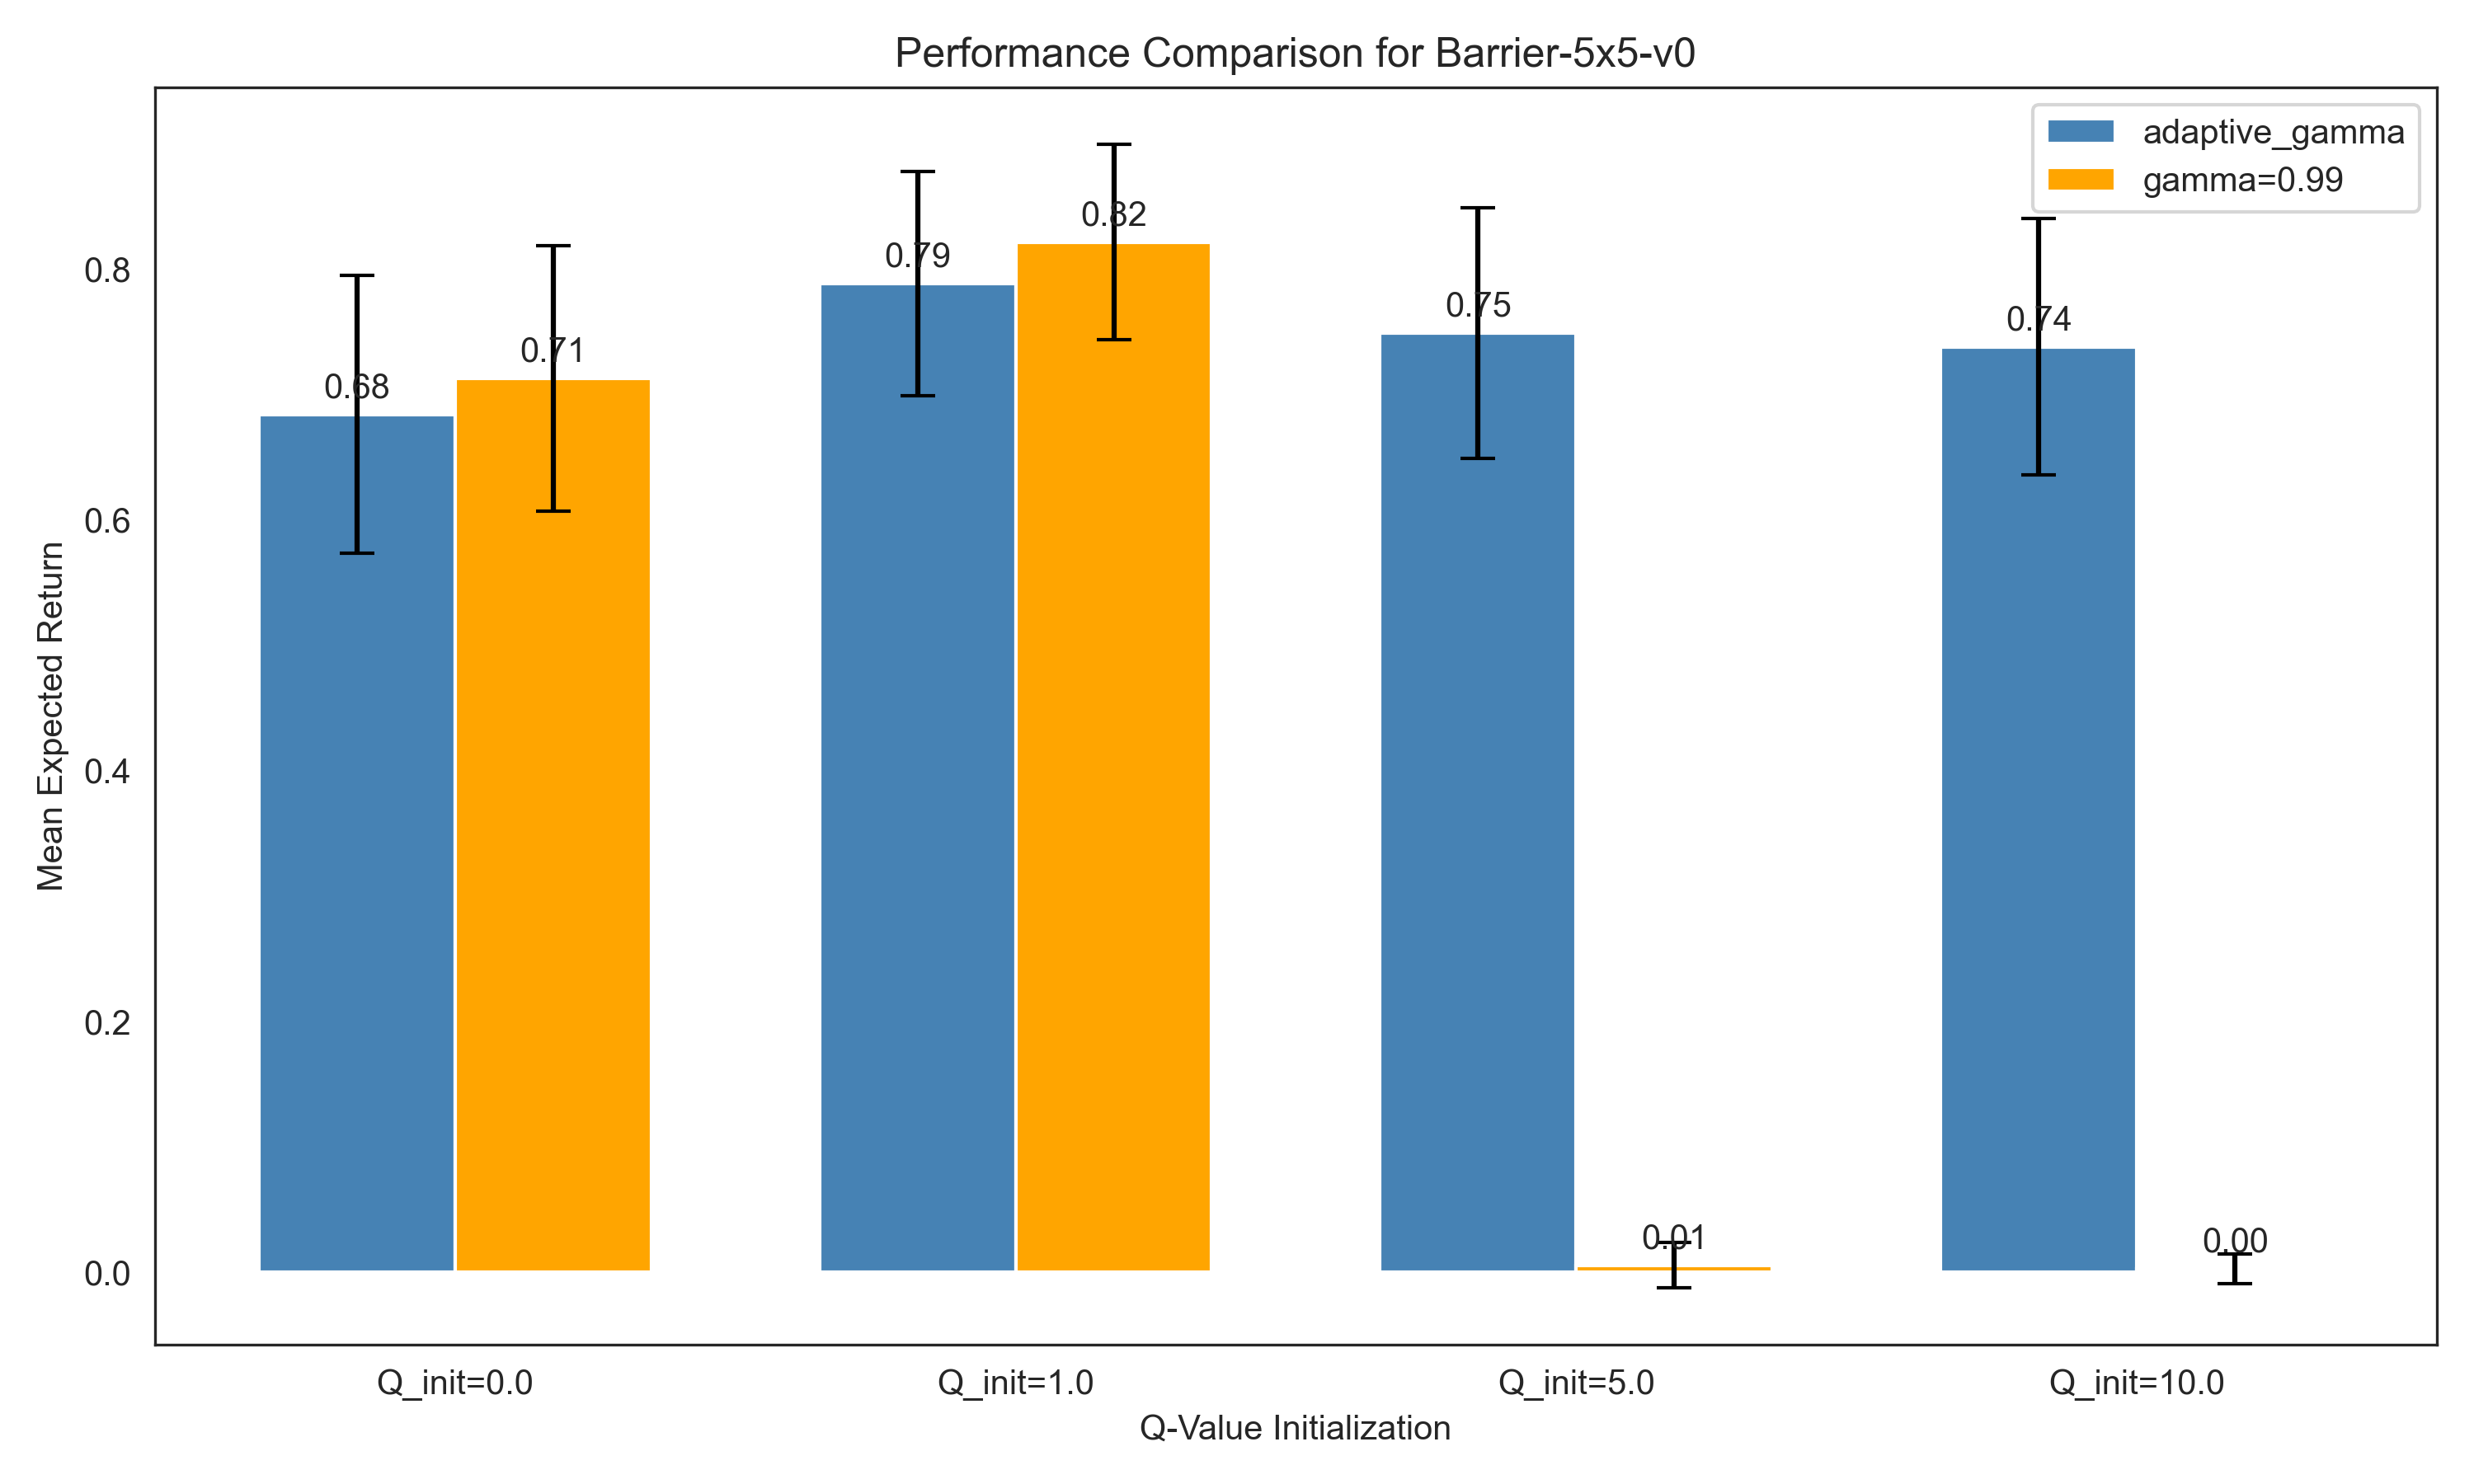 Performance Comparison for Barrier-5x5-v0
adaptive_gamma
gamma=0.99
Mean Expected Return
0.8
0.6
0.4
0.2
0.0
0.68
0.71
0.79
0.82
0.75
0.01
0.74
0.00
Q_init=0.0
Q_init=1.0
Q_init=5.0
Q_init=10.0
Q-Value Initialization